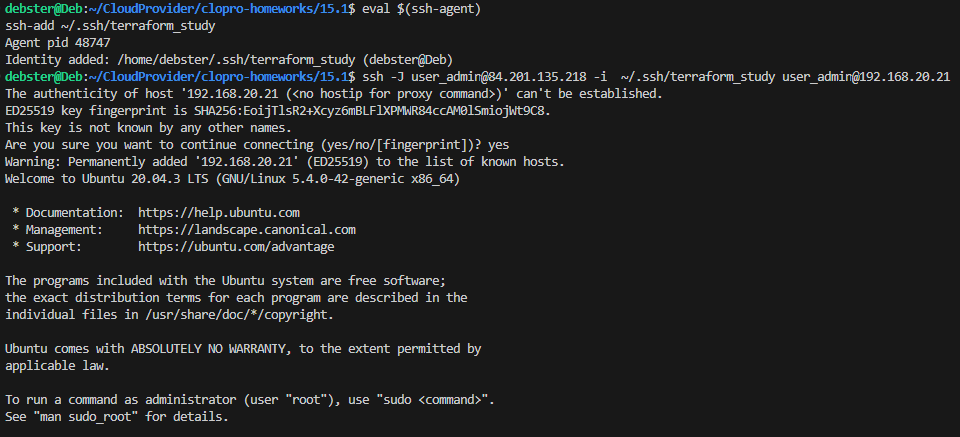 debster@Deb:~/CloudProvider/clopro-homeworks/15.1$ eval $(ssh-agent)
ssh-add ~/.ssh/terraform_study
Agent pid 48747
Identity added: /home/debster/.ssh/terraform_study (debster@Deb)
debster@Deb:~/CloudProvider/clopro-homeworks/15.1$ ssh -J user_admin@84.201.135.218 -i  ~/.ssh/terraform_study user_admin@192.168.20.21
The authenticity of host '192.168.20.21 (<no hostip for proxy command>)' can't be established.
ED25519 key fingerprint is SHA256:EoijTlsR2+Xcyz6mBLFlXPMWR84ccAM0lSmiojWt9C8.
This key is not known by any other names.
Are you sure you want to continue connecting (yes/no/[fingerprint])? yes
Warning: Permanently added '192.168.20.21' (ED25519) to the list of known hosts.
Welcome to Ubuntu 20.04.3 LTS (GNU/Linux 5.4.0-42-generic x86_64)
* Documentation:  https://help.ubuntu.com
* Management:     https://landscape.canonical.com
* Support:        https://ubuntu.com/advantage
The programs included with the Ubuntu system are free software;
the exact distribution terms for each program are described in the
individual files in /usr/share/doc/*/copyright.
Ubuntu comes with ABSOLUTELY NO WARRANTY, to the extent permitted by
applicable law.
To run a command as administrator (user "root"), use "sudo <command>".
See "man sudo_root" for details.